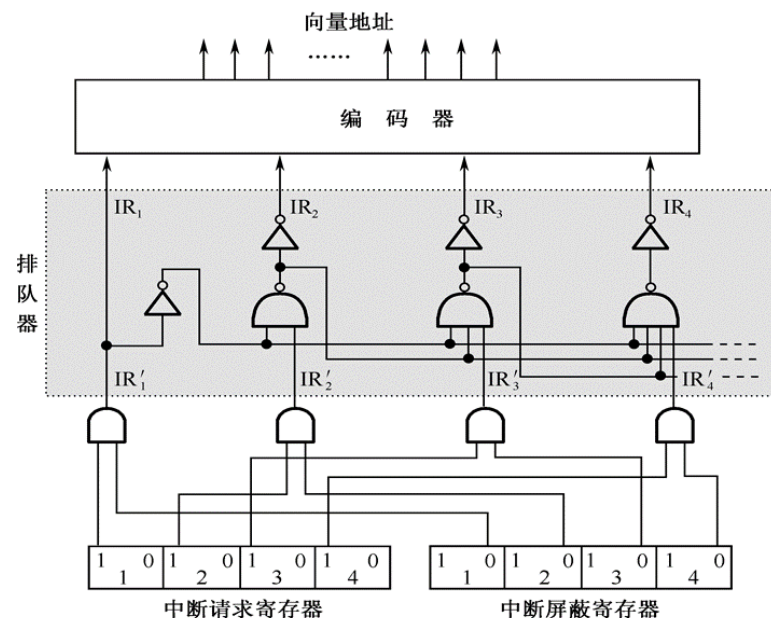 向量地址
……
编 码 器
IR₁ IR₂ IR₃ IR₄
排队器
IR′₁ IR′₂ IR′₃ IR′₄
1 0 1 0 1 0 1 0 1 0 1 0 1 0 1 0
1 2 3 4 1 2 3 4
中断请求寄存器 中断屏蔽寄存器